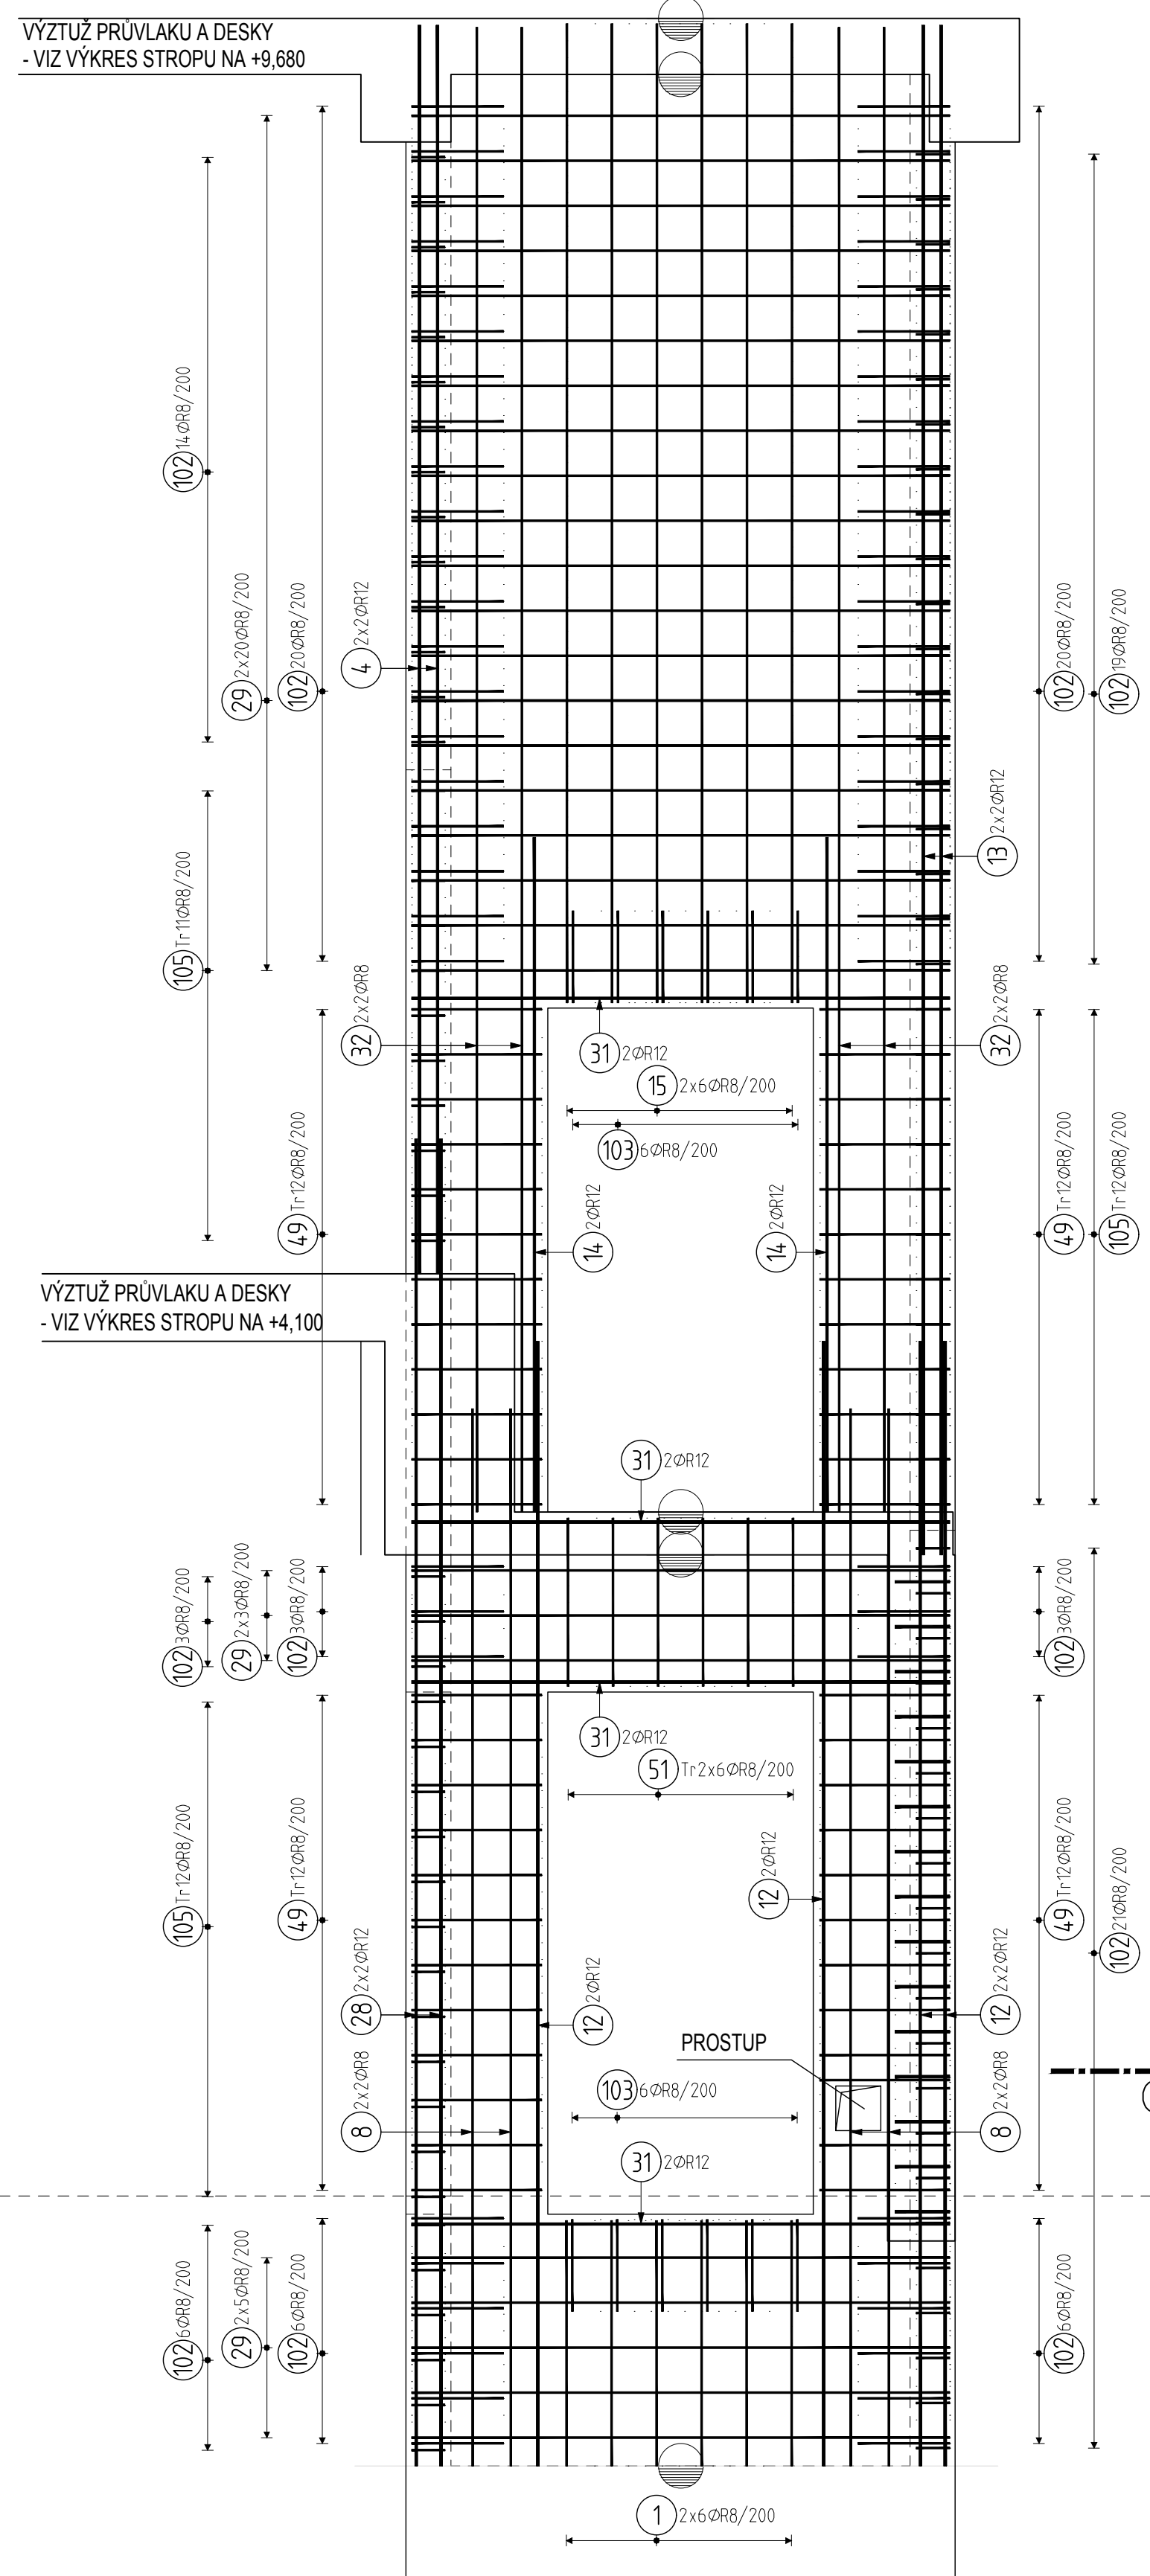 VÝZTUŽ PRŮVLAKU A DESKY
- VIZ VÝKRES STROPU NA +9,680
102 14ØR8/200
29 2x20ØR8/200
102 20ØR8/200
4 2x2ØR12
102 20ØR8/200
102 19ØR8/200
13 2x2ØR12
105 Tr11ØR8/200
32 2x2ØR8
32 2x2ØR8
31 2ØR12
15 2x6ØR8/200
103 6ØR8/200
49 Tr12ØR8/200
14 2ØR12
14 2ØR12
49 Tr12ØR8/200
105 Tr12ØR8/200
VÝZTUŽ PRŮVLAKU A DESKY
- VIZ VÝKRES STROPU NA +4,100
31 2ØR12
102 3ØR8/200
29 2x3ØR8/200
102 3ØR8/200
102 3ØR8/200
31 2ØR12
51 Tr2x6ØR8/200
105 Tr12ØR8/200
49 Tr12ØR8/200
12 2ØR12
49 Tr12ØR8/200
102 21ØR8/200
28 2x2ØR12
12 2ØR12
12 2x2ØR12
PROSTUP
8 2x2ØR8
103 6ØR8/200
8 2x2ØR8
31 2ØR12
102 6ØR8/200
29 2x5ØR8/200
102 6ØR8/200
102 6ØR8/200
1 2x6ØR8/200